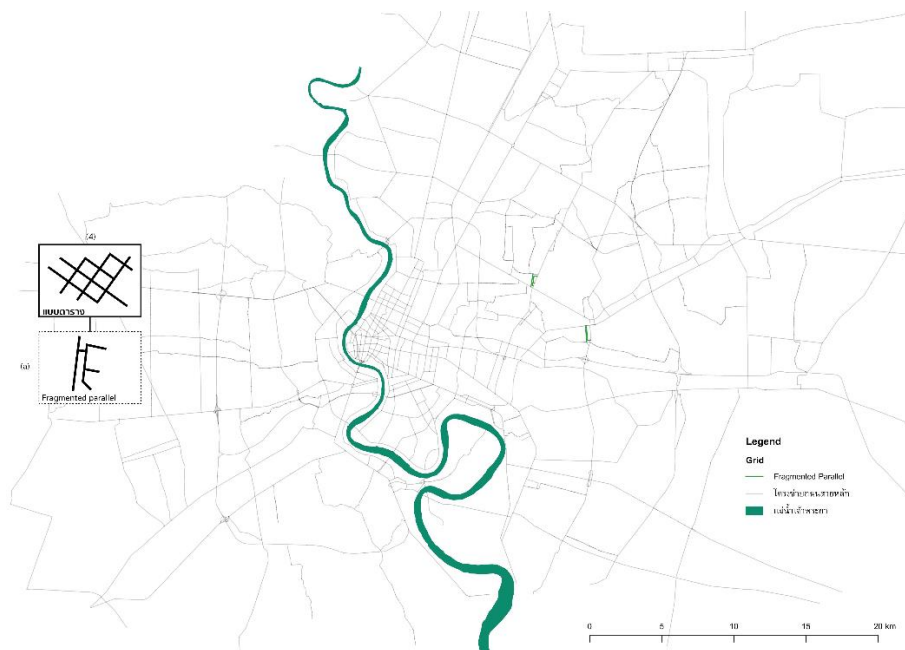 (4)
แบบตาราง
(a)
Fragmented parallel
Legend
Grid
Fragmented Parallel
โครงข่ายถนนสายหลัก
แม่น้ำเจ้าพระยา
0 5 10 15 20 km